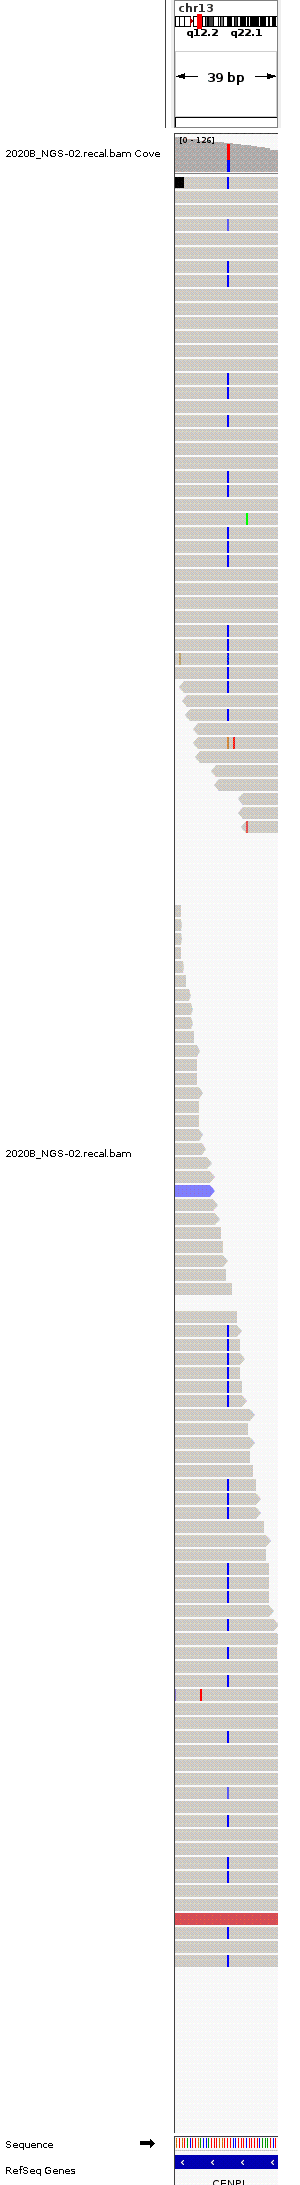 chr13
q12.2 q22.1
39 bp
[0 - 126]
2020B_NGS-02.recal.bam Cove
2020B_NGS-02.recal.bam
Sequence
RefSeq Genes